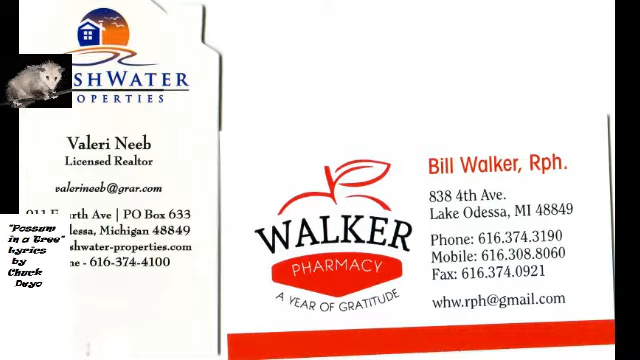 SHWATER
OPERTIES
Valeri Neeb
Licensed Realtor
valerineeb@grar.com
Ave | PO Box 633
dessa, Michigan 48849
shwater-properties.com
ne - 616-374-4100
"Possum
in a Tree"
Lyrics
by
Chuck
Deyo
WALKER
PHARMACY
A YEAR OF GRATITUDE
Bill Walker, Rph.
838 4th Ave.
Lake Odessa, MI 48849
Phone: 616.374.3190
Mobile: 616.308.8060
Fax: 616.374.0921
whw.rph@gmail.com